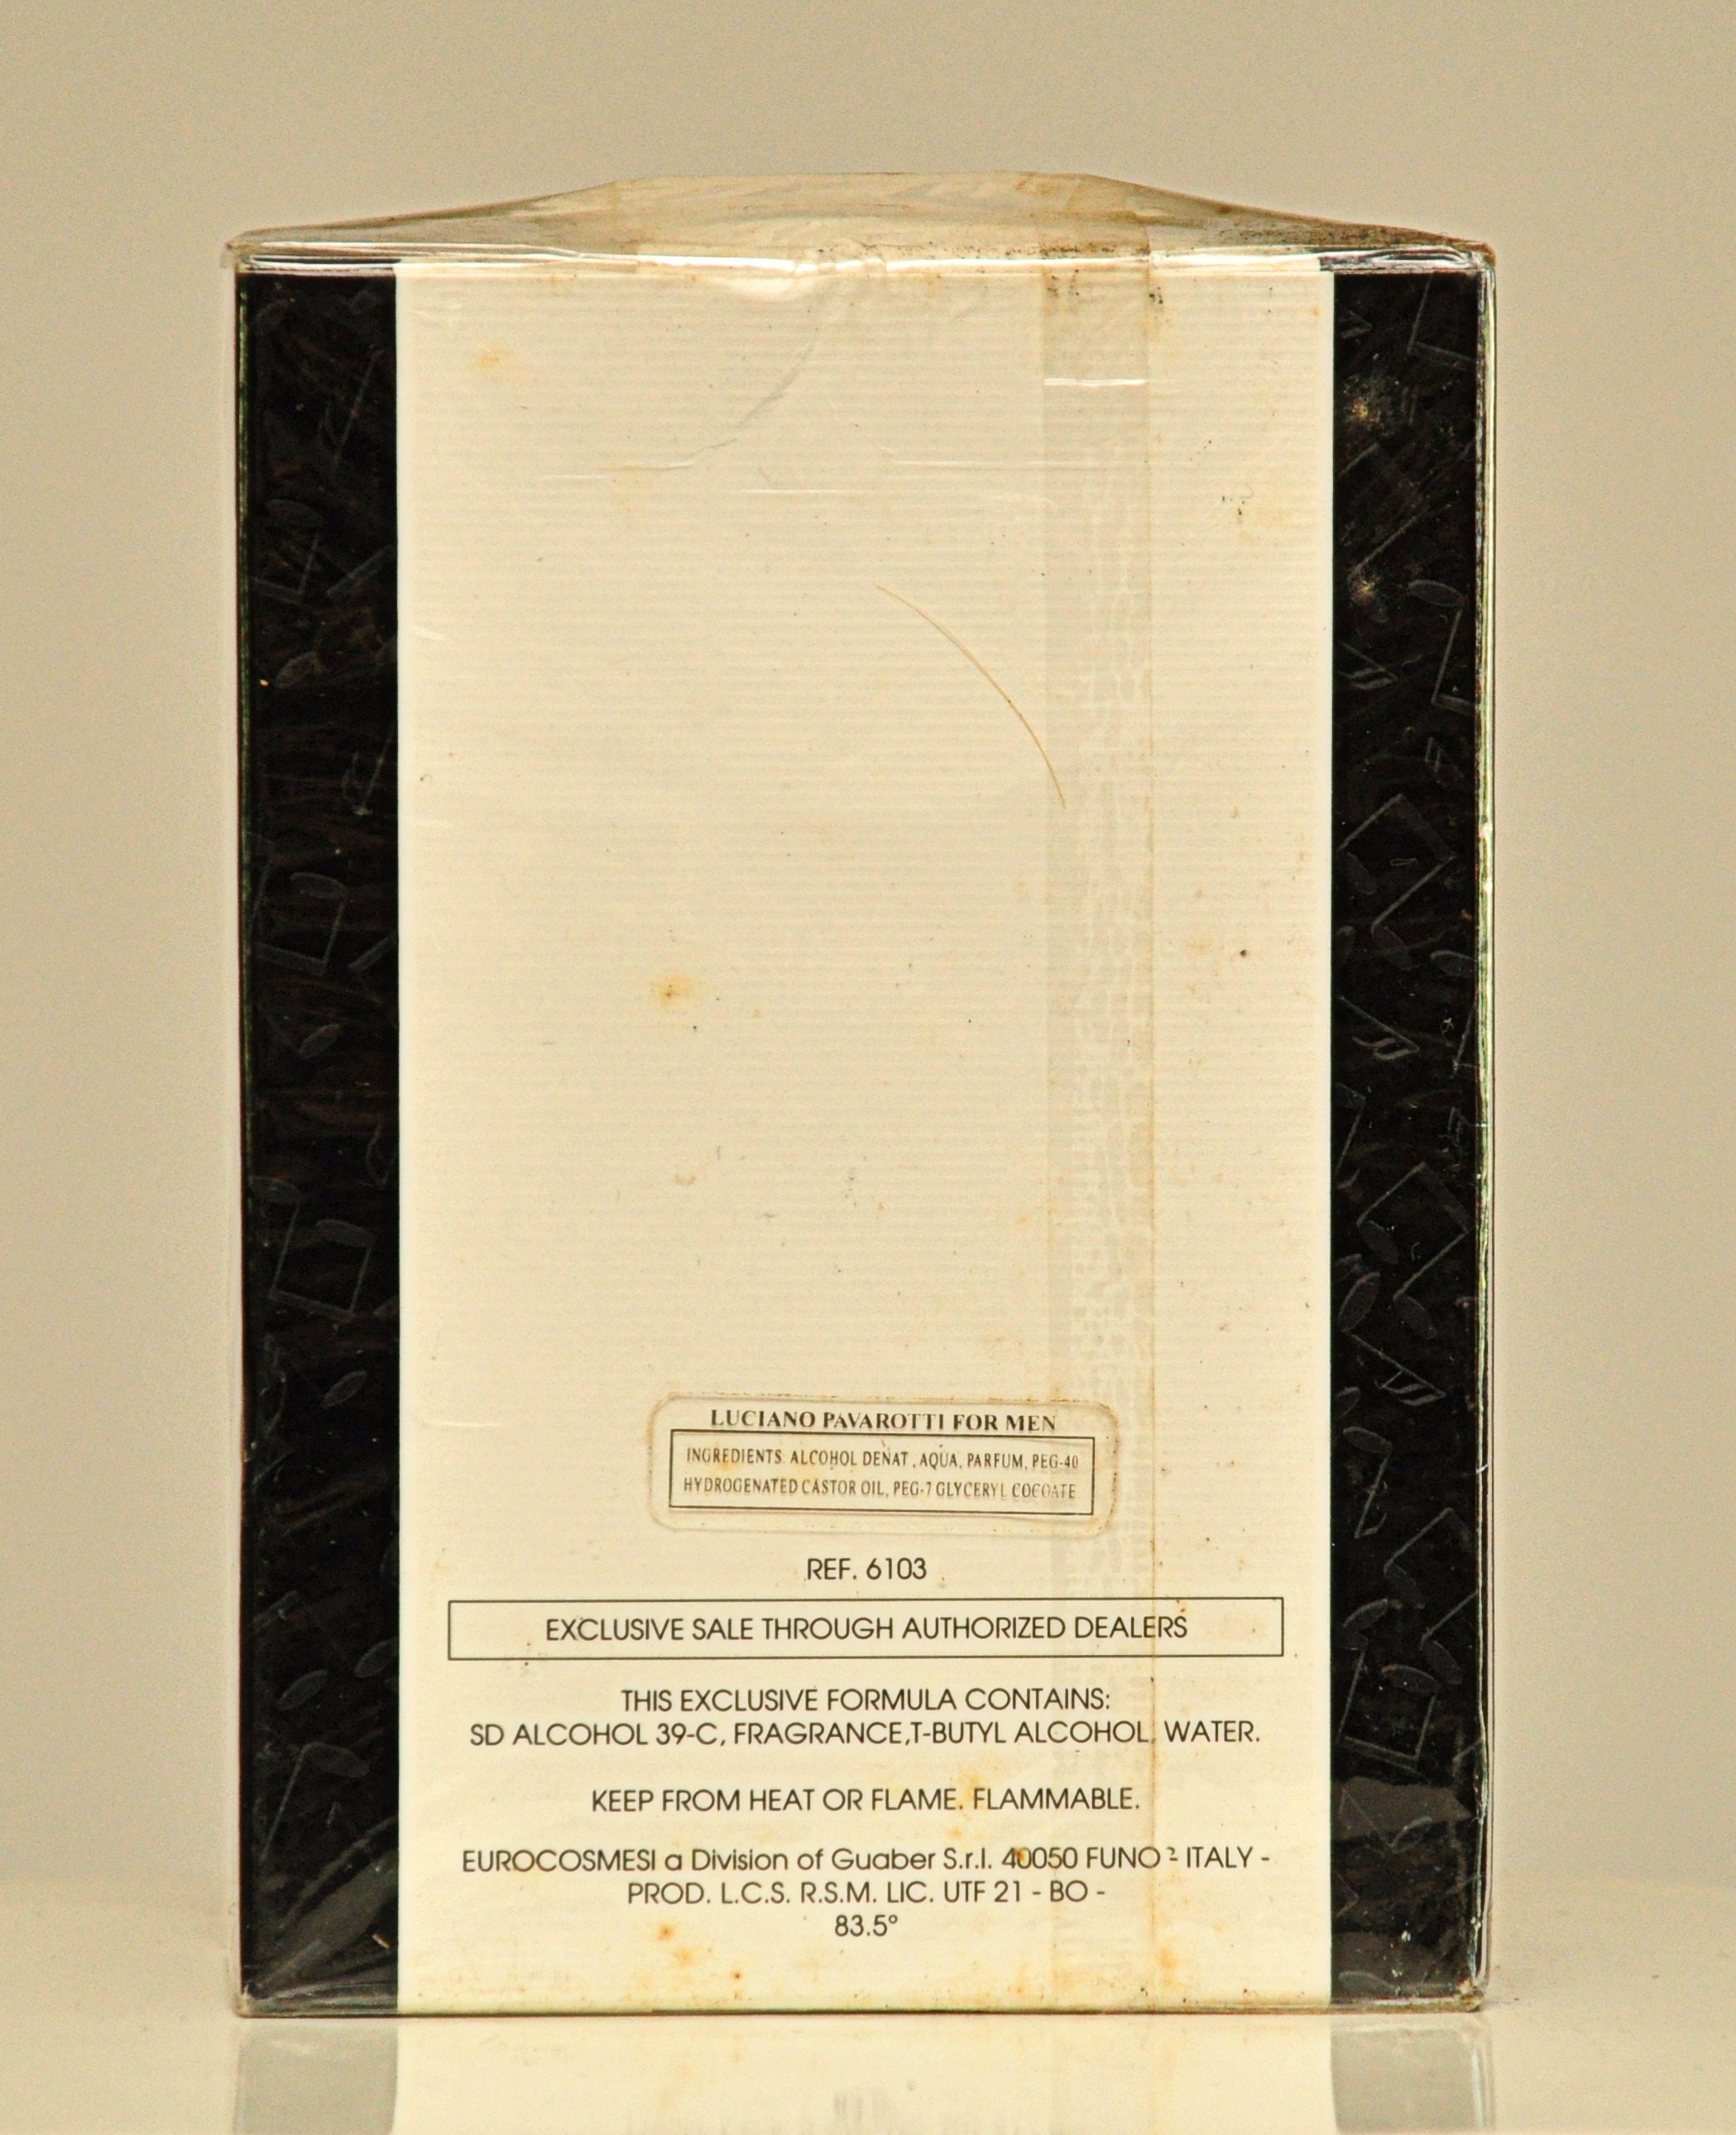 LUCIANO PAVAROTTI FOR MEN
INGREDIENTS: ALCOHOL DENAT., AQUA, PARFUM, PEG-40
HYDROGENATED CASTOR OIL, PEG-7 GLYCERYL COCOATE
REF. 6103
EXCLUSIVE SALE THROUGH AUTHORIZED DEALERS
THIS EXCLUSIVE FORMULA CONTAINS:
SD ALCOHOL 39-C, FRAGRANCE,T-BUTYL ALCOHOL, WATER.
KEEP FROM HEAT OR FLAME. FLAMMABLE.
EUROCOSMESI a Division of Guaber S.r.l. 40050 FUNO - ITALY -
PROD. L.C.S. R.S.M. LIC. UTF 21 - BO -
83.5°